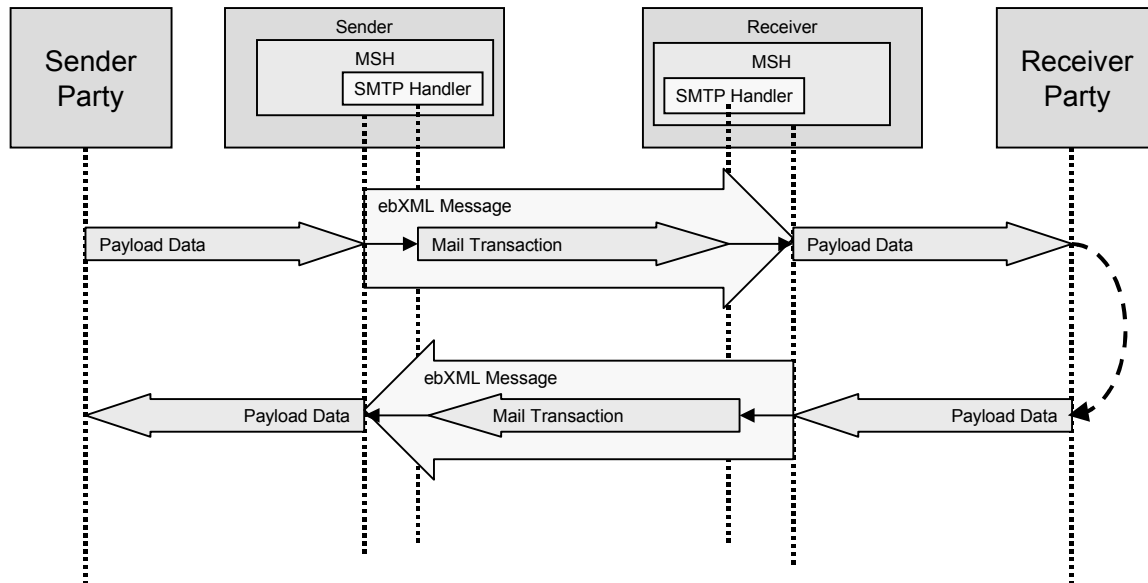 Sender
Party
Sender
MSH
SMTP Handler
Receiver
MSH
SMTP Handler
Receiver
Party
ebXML Message
Payload Data
Mail Transaction
Payload Data
ebXML Message
Payload Data
Mail Transaction
Payload Data